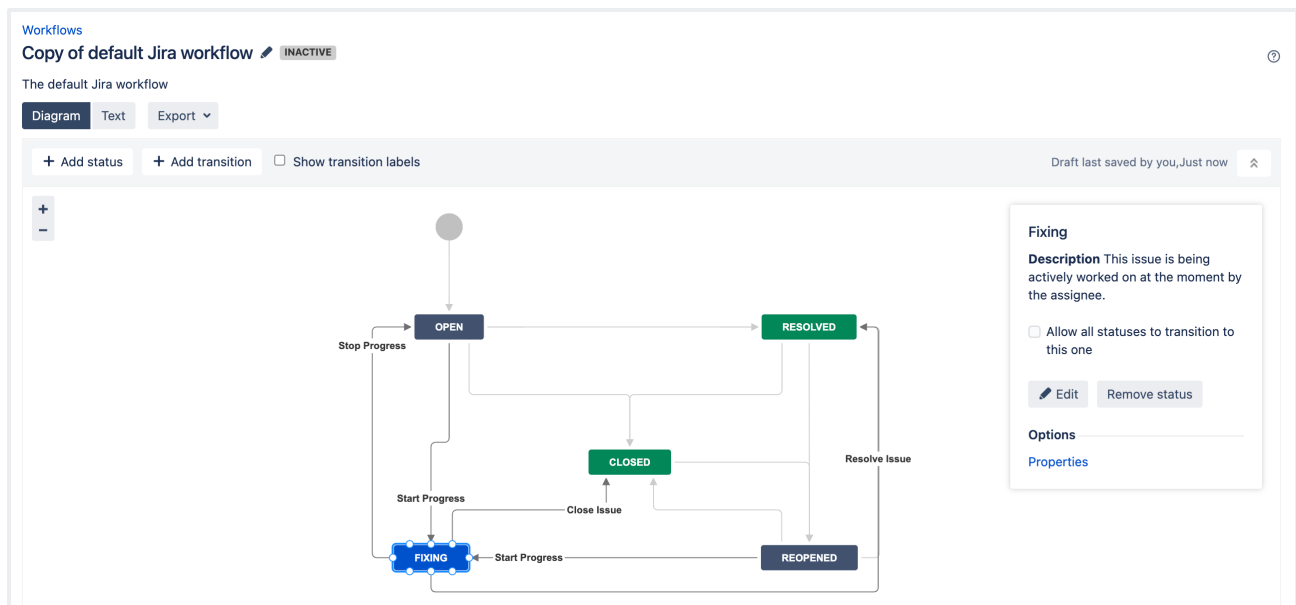 Workflows
Copy of default Jira workflow INACTIVE
The default Jira workflow
Diagram Text Export
+ Add status + Add transition Show transition labels Draft last saved by you,Just now
+
−
Fixing
Description This issue is being
actively worked on at the moment by
the assignee.
OPEN RESOLVED
Allow all statuses to transition to
this one
Stop Progress
Edit Remove status
Options
Properties
CLOSED Resolve Issue
Start Progress
Close Issue
FIXING Start Progress REOPENED